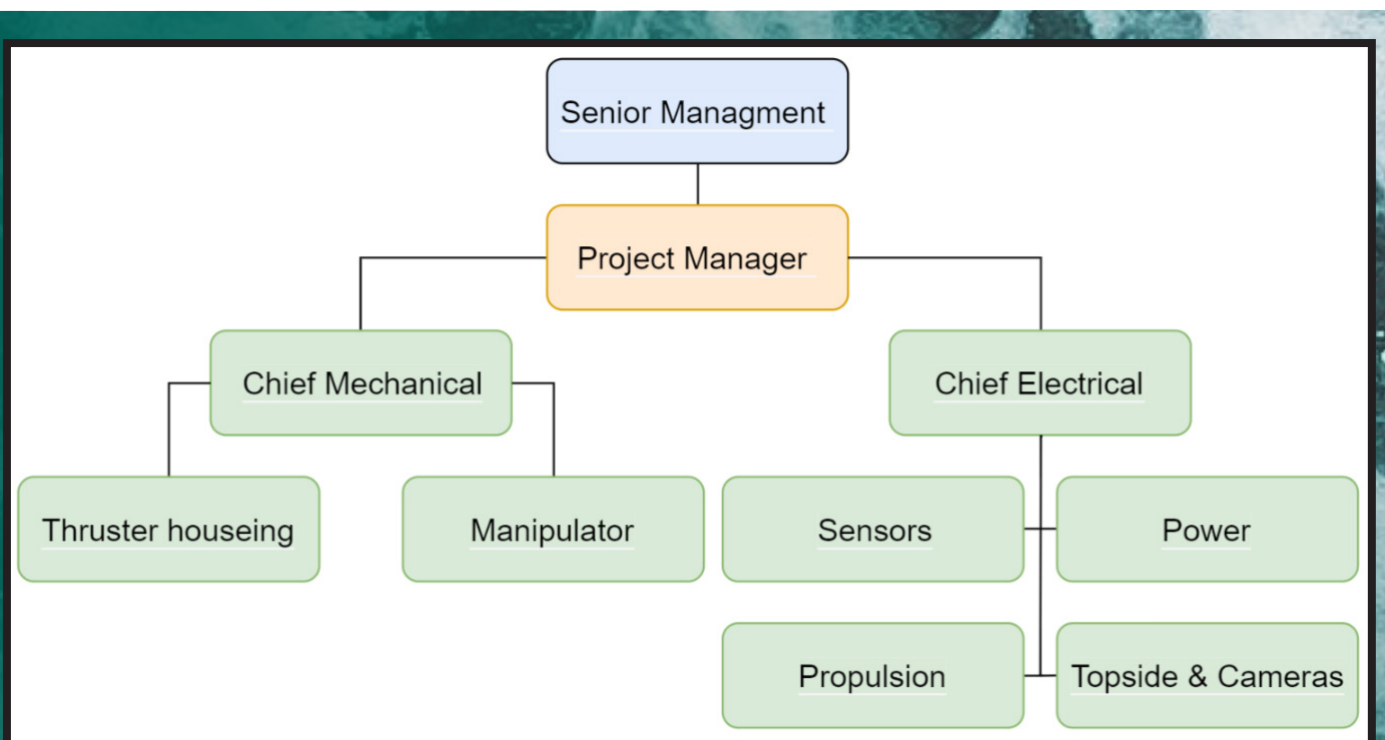 Senior Managment
Project Manager
Chief Mechanical
Chief Electrical
Thruster houseing
Manipulator
Sensors
Power
Propulsion
Topside & Cameras